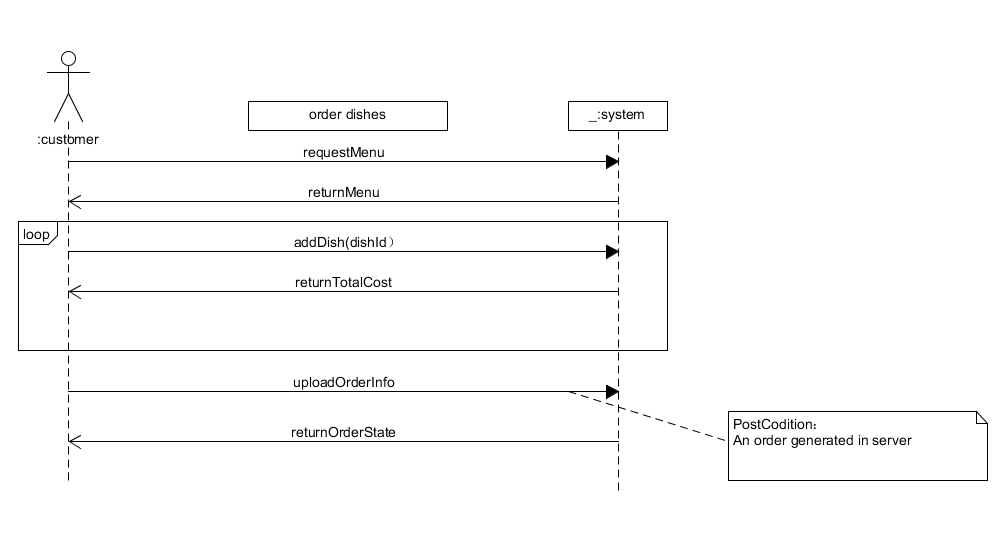 :customer
order dishes
_:system
requestMenu
returnMenu
loop
addDish(dishId）
returnTotalCost
uploadOrderInfo
returnOrderState
PostCodition：
An order generated in server